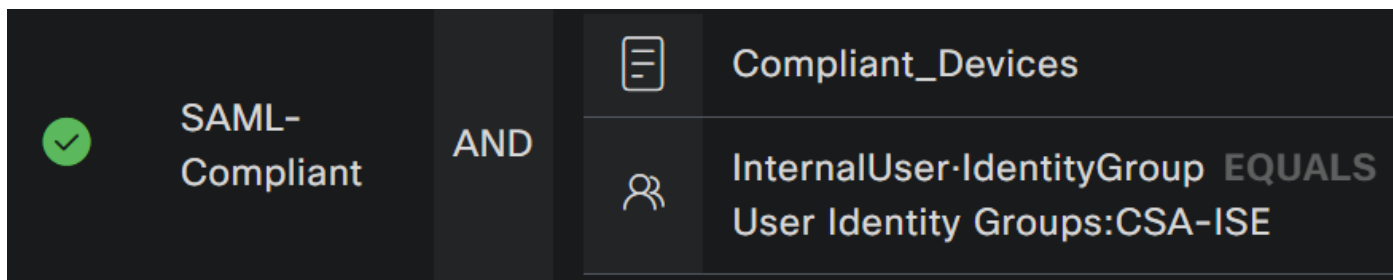 SAML-
Compliant
AND
Compliant_Devices
InternalUser·IdentityGroup EQUALS
User Identity Groups:CSA-ISE